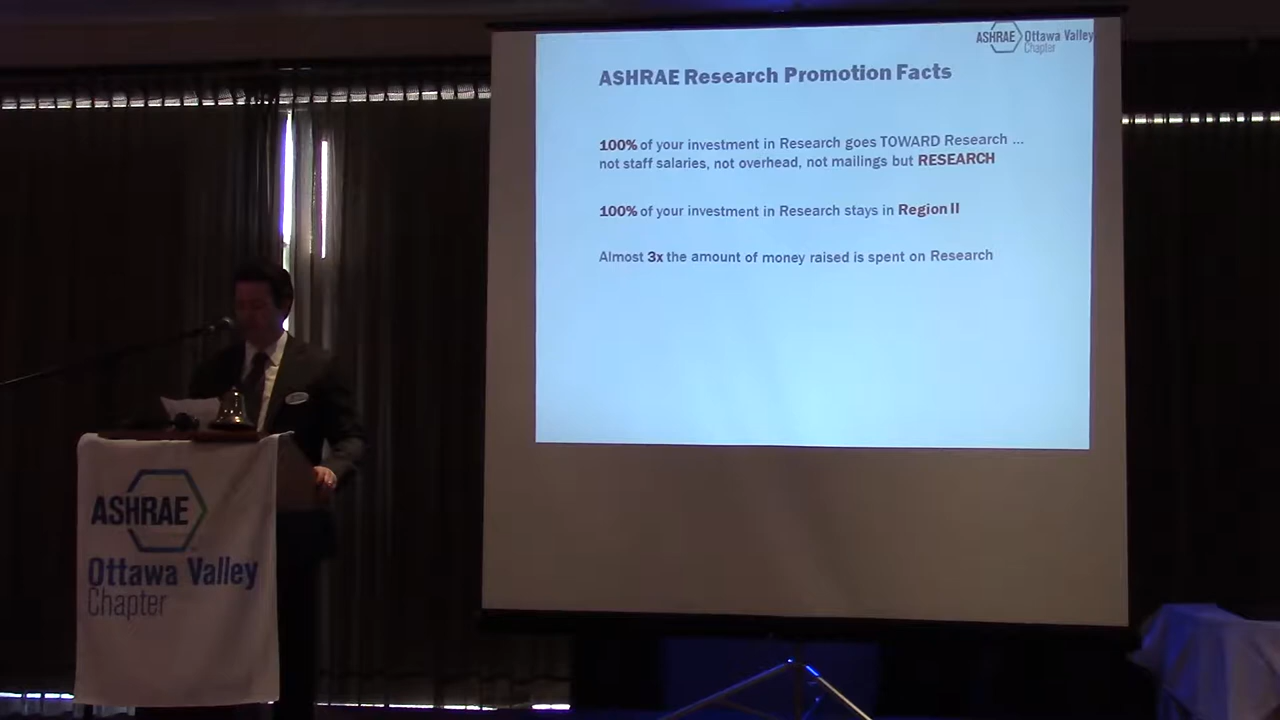 ASHRAE Ottawa Valley
Chapter
ASHRAE Research Promotion Facts
100% of your investment in Research goes TOWARD Research ...
not staff salaries, not overhead, not mailings but RESEARCH
100% of your investment in Research stays in Region II
Almost 3x the amount of money raised is spent on Research
ASHRAE
Ottawa Valley
Chapter